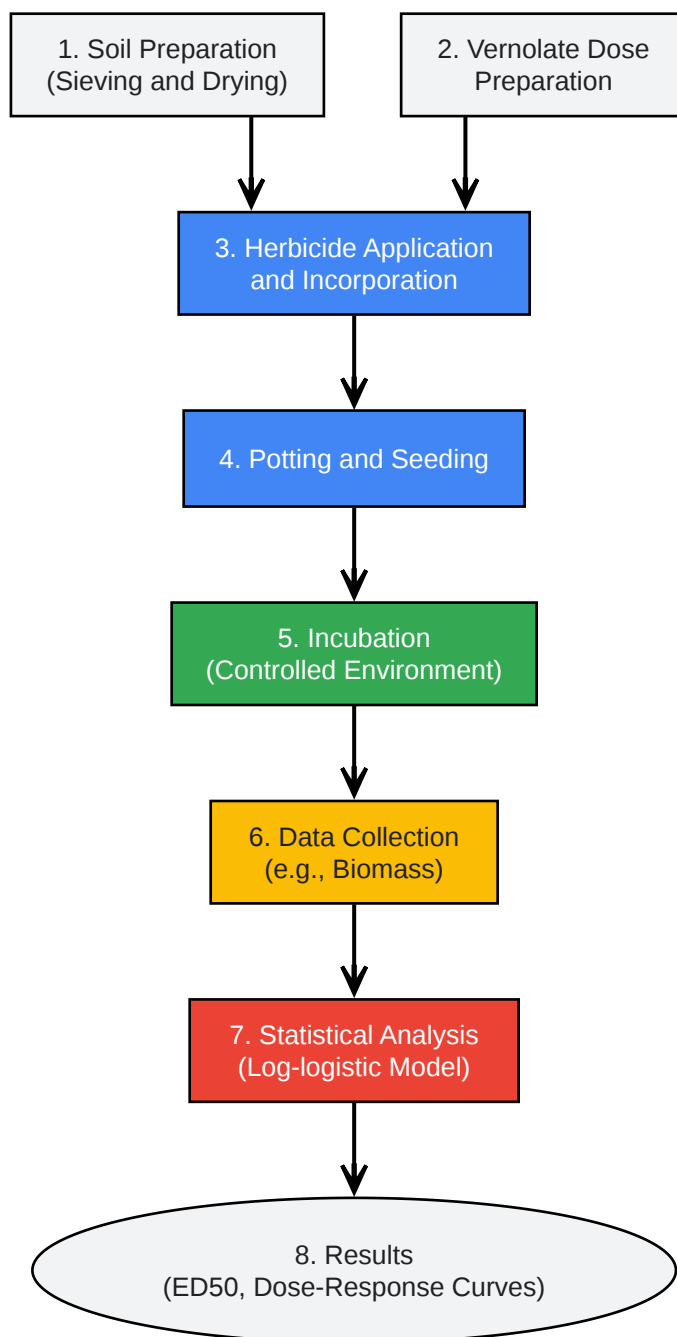 1. Soil Preparation
(Sieving and Drying)
2. Vernolate Dose
Preparation
3. Herbicide Application
and Incorporation
4. Potting and Seeding
5. Incubation
(Controlled Environment)
6. Data Collection
(e.g., Biomass)
7. Statistical Analysis
(Log-logistic Model)
8. Results
(ED50, Dose-Response Curves)